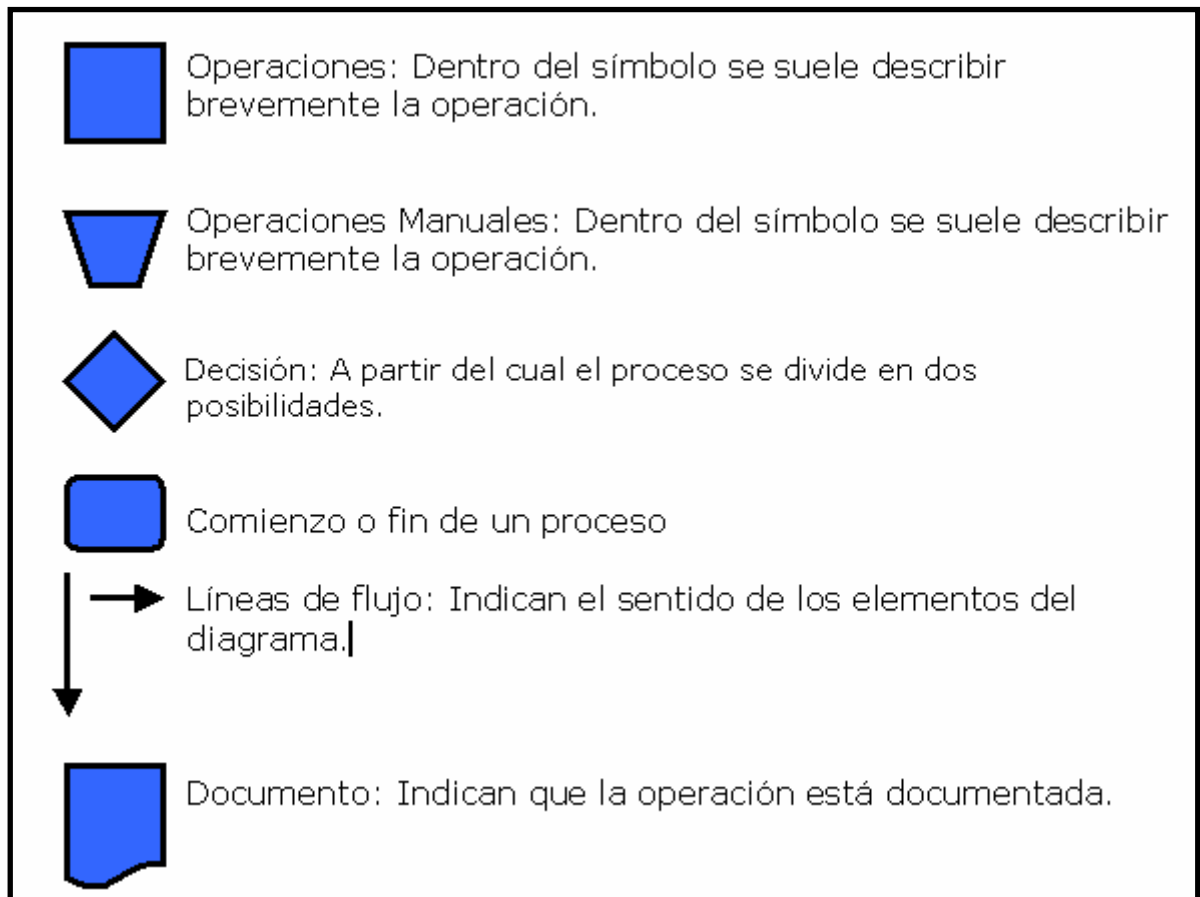 Operaciones: Dentro del símbolo se suele describir
brevemente la operación.
Operaciones Manuales: Dentro del símbolo se suele describir
brevemente la operación.
Decisión: A partir del cual el proceso se divide en dos
posibilidades.
Comienzo o fin de un proceso
Líneas de flujo: Indican el sentido de los elementos del
diagrama.
Documento: Indican que la operación está documentada.